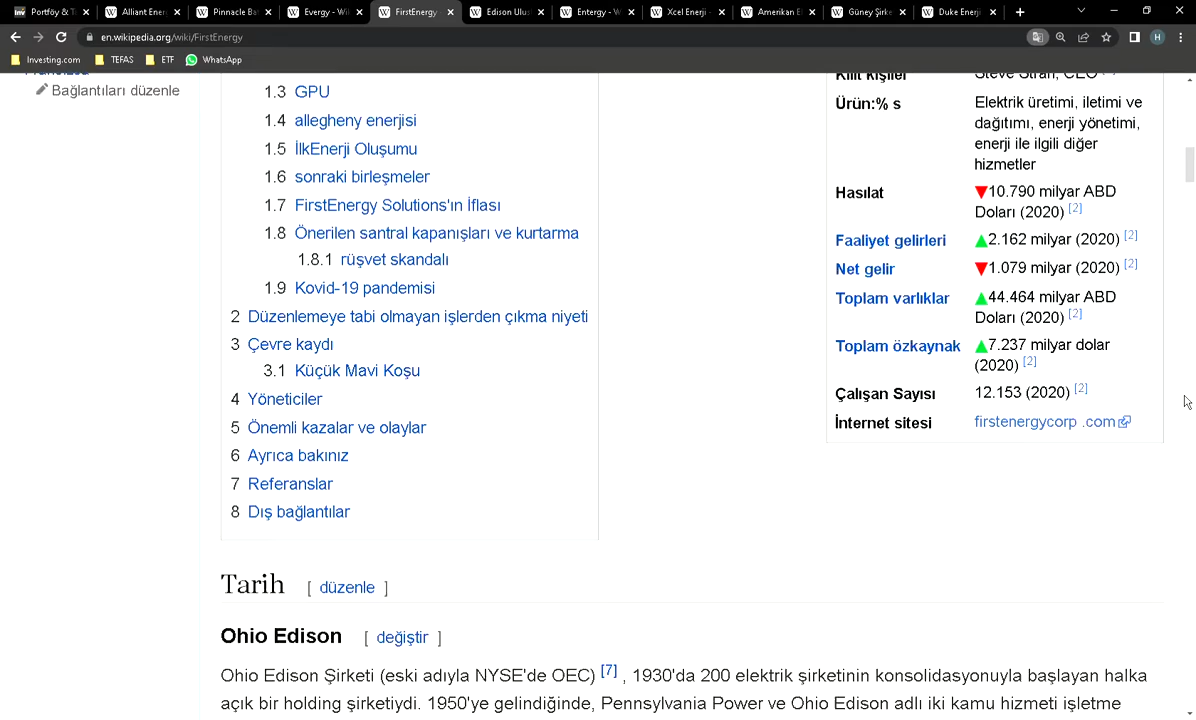 Portföy & T
Alliant Ener
Pinnacle Ba
Evergy - Wi
FirstEnergy
Edison Ulus
Entergy - W
Xcel Enerji -
Amerikan E
Güney Şirke
Duke Enerji
en.wikipedia.org/wiki/FirstEnergy
H
Investing.com
TEFAS
ETF
WhatsApp
Bağlantıları düzenle
1.3 GPU
1.4 allegheny enerjisi
1.5 İlkEnerji Oluşumu
1.6 sonraki birleşmeler
1.7 FirstEnergy Solutions'ın İflası
1.8 Önerilen santral kapanışları ve kurtarma
1.8.1 rüşvet skandalı
1.9 Kovid-19 pandemisi
2 Düzenlemeye tabi olmayan işlerden çıkma niyeti
3 Çevre kaydı
3.1 Küçük Mavi Koşu
4 Yöneticiler
5 Önemli kazalar ve olaylar
6 Ayrıca bakınız
7 Referanslar
8 Dış bağlantılar
Kilit kişiler
Steve Strah, CEO
Ürün:% s
Elektrik üretimi, iletimi ve
dağıtımı, enerji yönetimi,
enerji ile ilgili diğer
hizmetler
Hasılat
▼10.790 milyar ABD
Doları (2020) [2]
Faaliyet gelirleri
▲2.162 milyar (2020) [2]
Net gelir
▼1.079 milyar (2020) [2]
Toplam varlıklar
▲44.464 milyar ABD
Doları (2020) [2]
Toplam özkaynak
▲7.237 milyar dolar
(2020) [2]
Çalışan Sayısı
12.153 (2020) [2]
İnternet sitesi
firstenergycorp .com
Tarih [ düzenle ]
Ohio Edison [ değiştir ]
Ohio Edison Şirketi (eski adıyla NYSE'de OEC) [7] , 1930'da 200 elektrik şirketinin konsolidasyonuyla başlayan halka
açık bir holding şirketiydi. 1950'ye gelindiğinde, Pennsylvania Power ve Ohio Edison adlı iki kamu hizmeti işletme